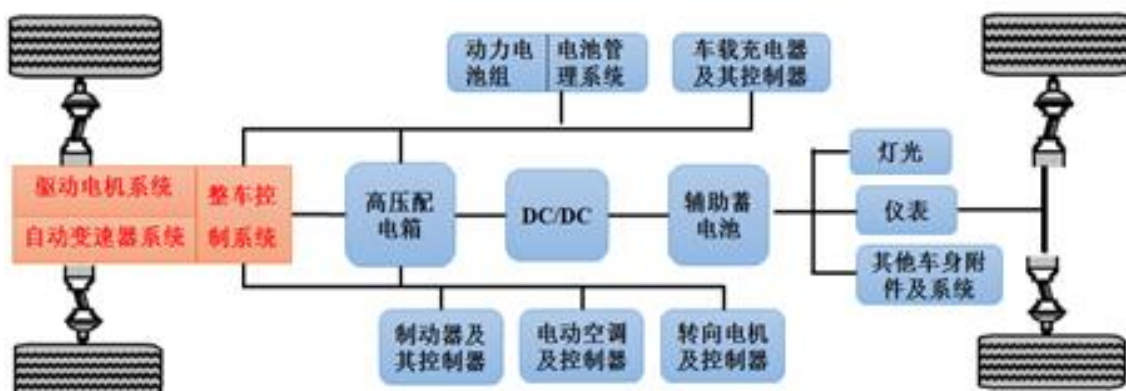 动力电
池组
电池管
理系统
车载充电器
及其控制器
驱动电机系统
自动变速器系统
整车控
制系统
高压配
电箱
DC/DC
辅助蓄
电池
灯光
仪表
其他车身附
件及系统
制动器及
其控制器
电动空调
及控制器
转向电机
及控制器